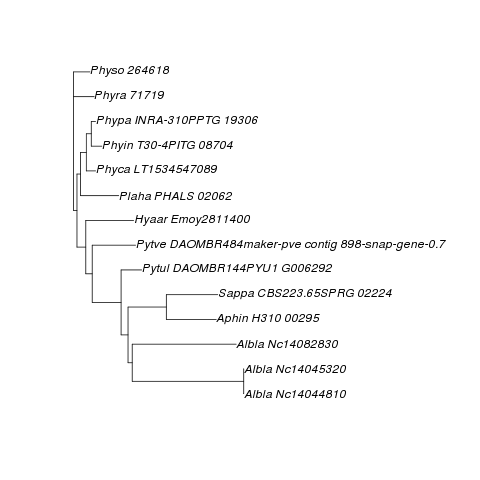 Physo 264618
Phyra 71719
Phypa INRA-310PPTG 19306
Phyin T30-4PITG 08704
Phyca LT1534547089
Plaha PHALS 02062
Hyaar Emoy2811400
Pytve DAOMBR484maker-pve contig 898-snap-gene-0.7
Pytul DAOMBR144PYU1 G006292
Sappa CBS223.65SPRG 02224
Aphin H310 00295
Albla Nc14082830
Albla Nc14045320
Albla Nc14044810